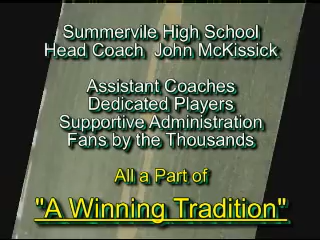 Summervile High School
Head Coach John McKissick
Assistant Coaches
Dedicated Players
Supportive Administration
Fans by the Thousands
All a Part of
"A Winning Tradition"